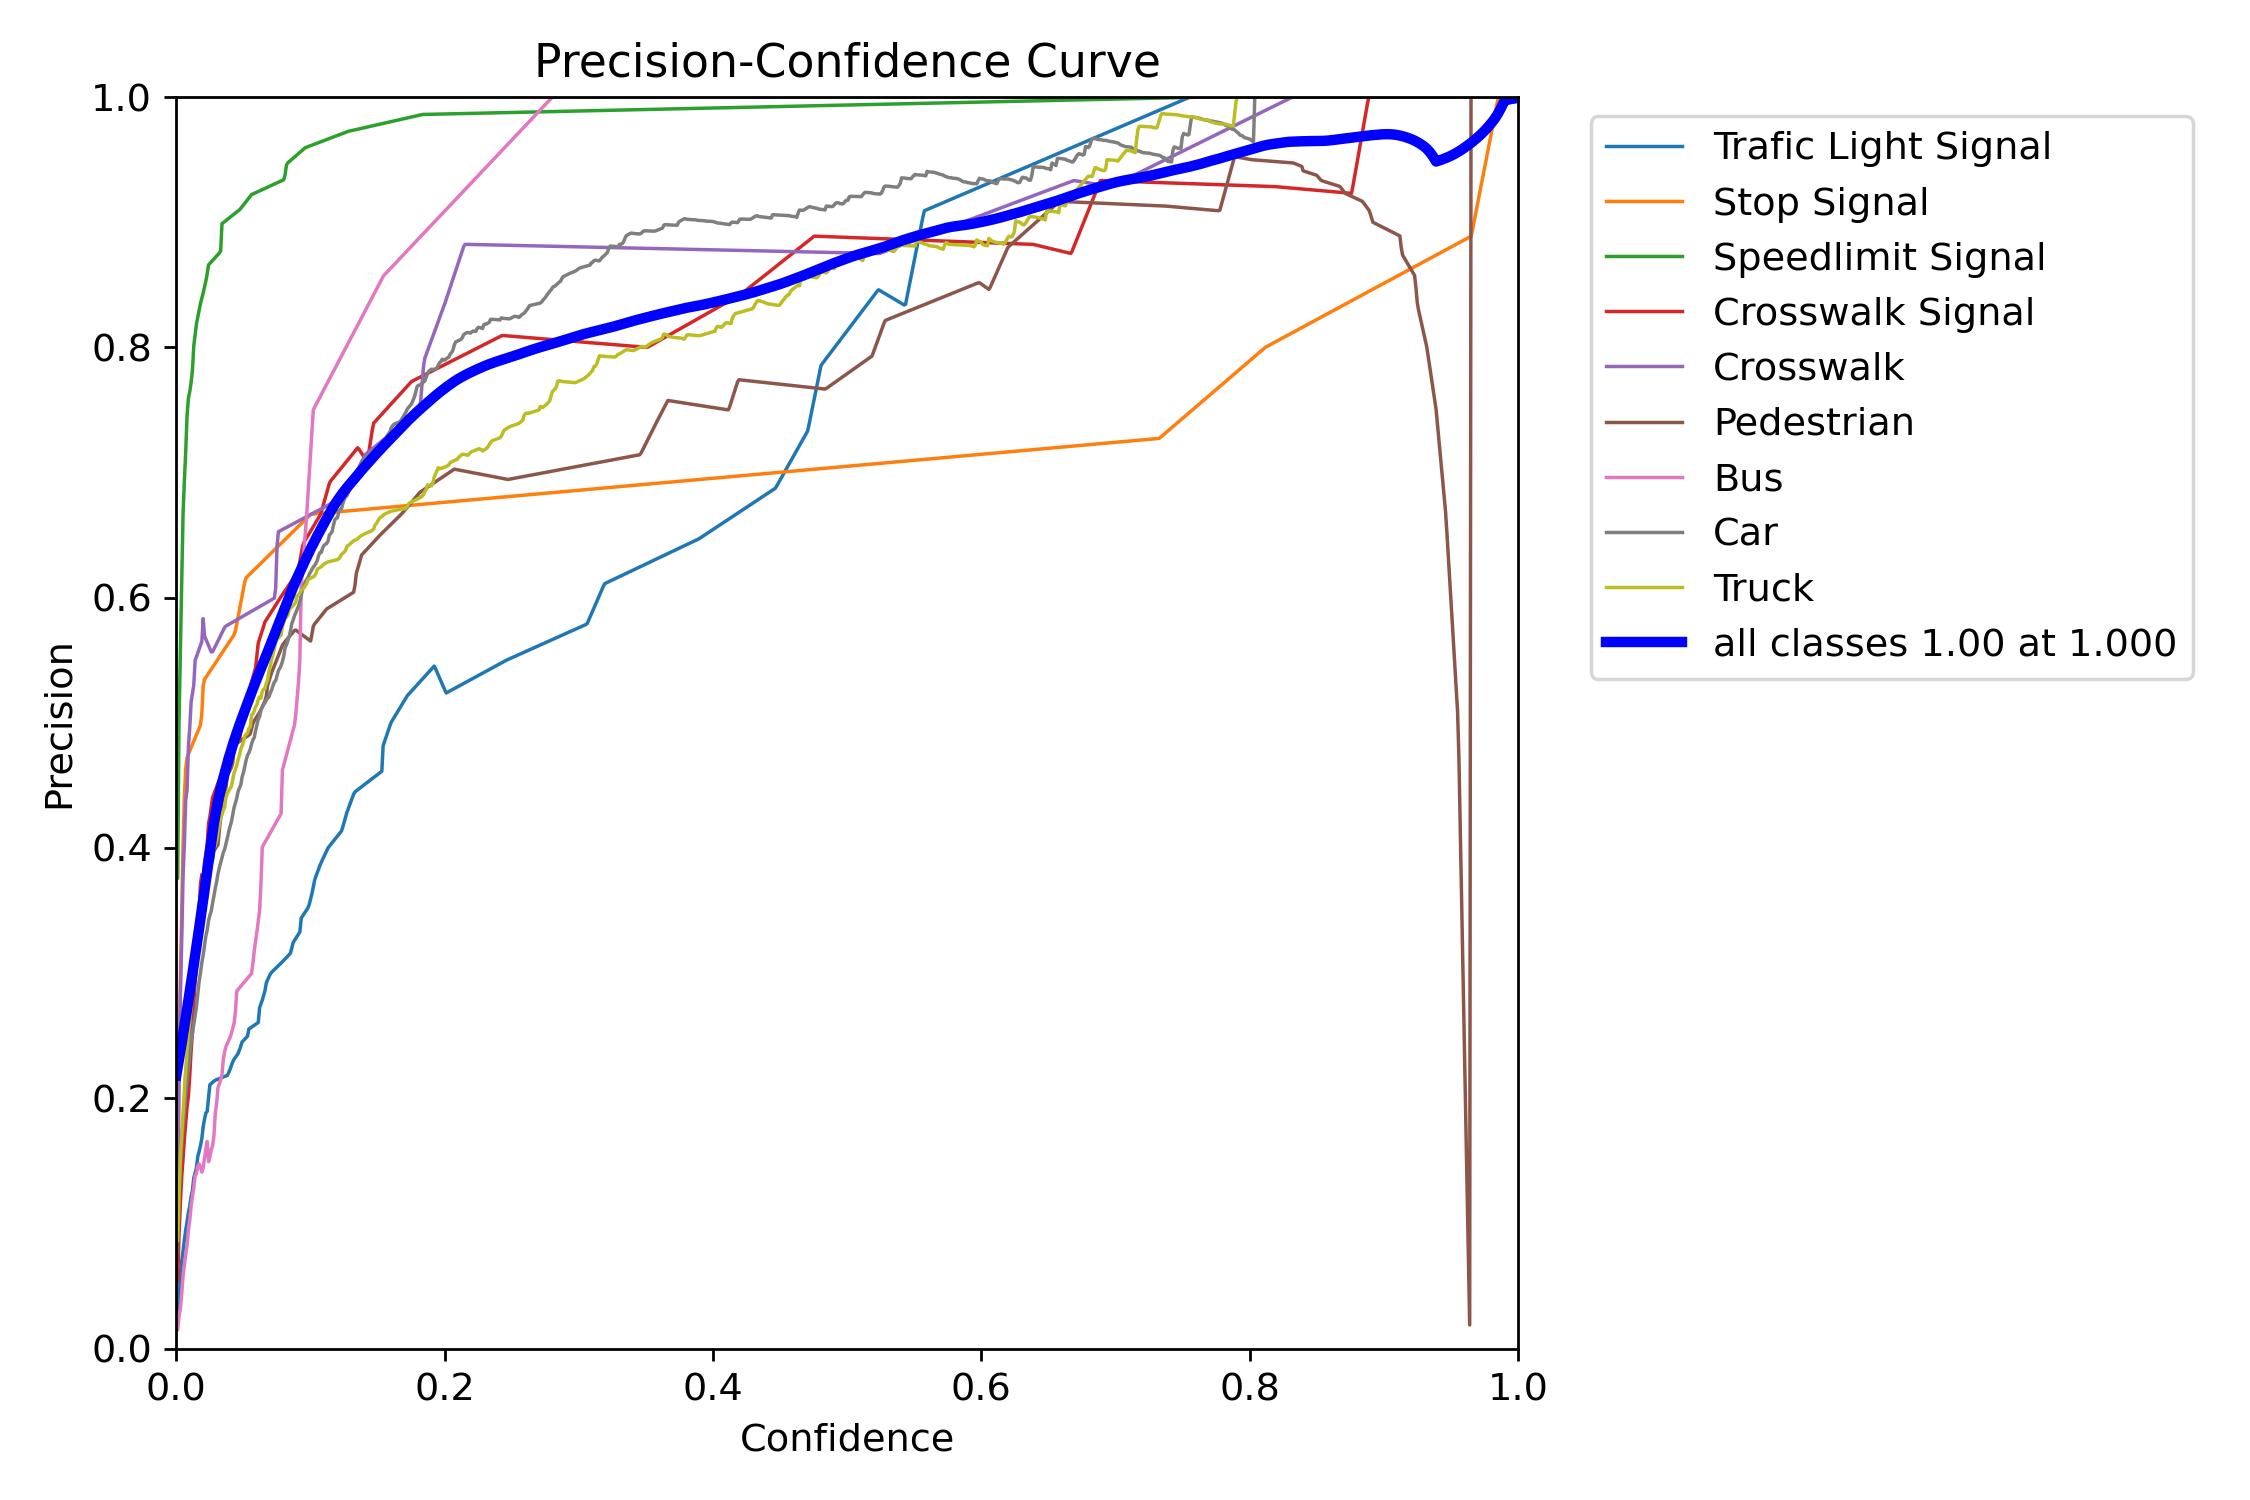 Precision-Confidence Curve
1.0
0.8
0.6
0.4
0.2
0.0
Precision
0.0 0.2 0.4 0.6 0.8 1.0
Confidence
Trafic Light Signal
Stop Signal
Speedlimit Signal
Crosswalk Signal
Crosswalk
Pedestrian
Bus
Car
Truck
all classes 1.00 at 1.000